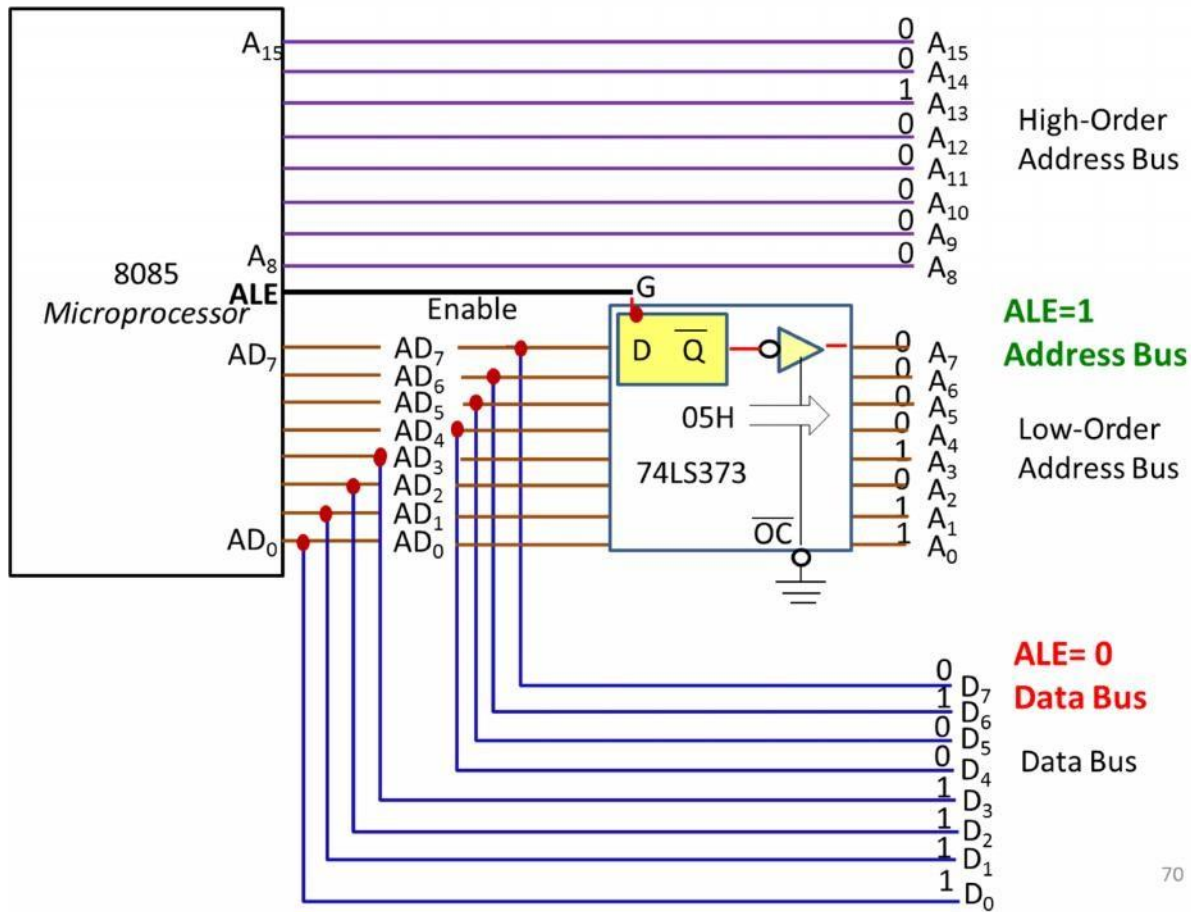 A15
0 A15
0 A14
1 A13
0 A12
0 A11
0 A10
0 A9
A8 0 A8
High-Order
Address Bus
8085
Microprocessor
ALE
Enable
G
AD7
AD7
AD6
AD5
AD4
AD3
AD2
AD1
AD0
AD0
D Q̅
05H
74LS373
O̅C̅
0 A7
0 A6
0 A5
0 A4
1 A3
0 A2
1 A1
1 A0
ALE=1
Address Bus
Low-Order
Address Bus
0 D7
1 D6
0 D5
0 D4
1 D3
1 D2
1 D1
1 D0
ALE= 0
Data Bus
Data Bus
70